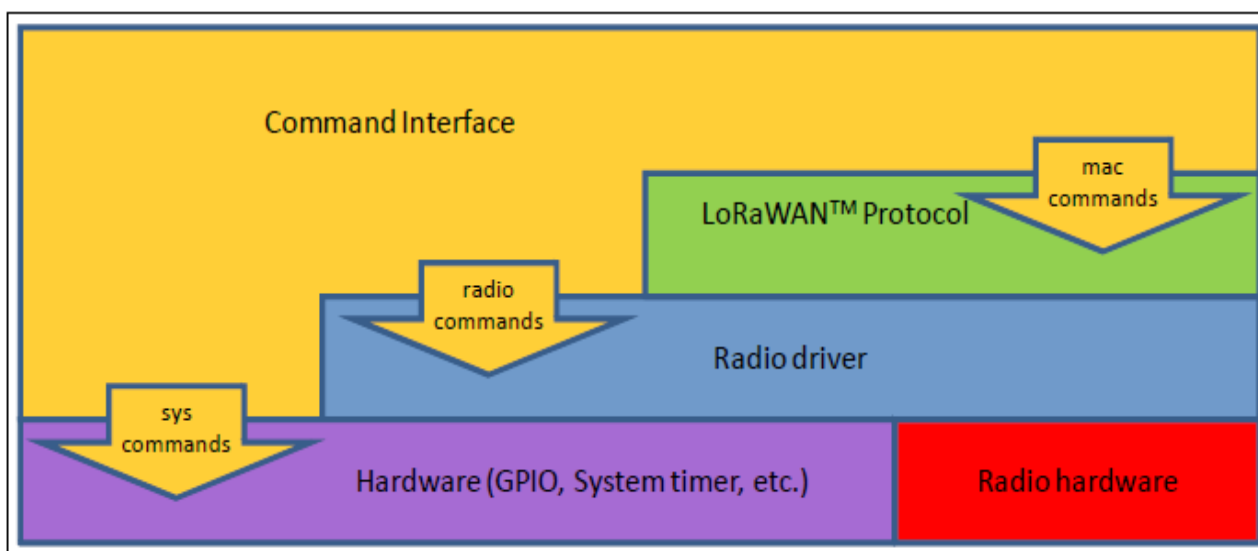 Command Interface
mac
commands
LoRaWAN™ Protocol
radio
commands
Radio driver
sys
commands
Hardware (GPIO, System timer, etc.)
Radio hardware